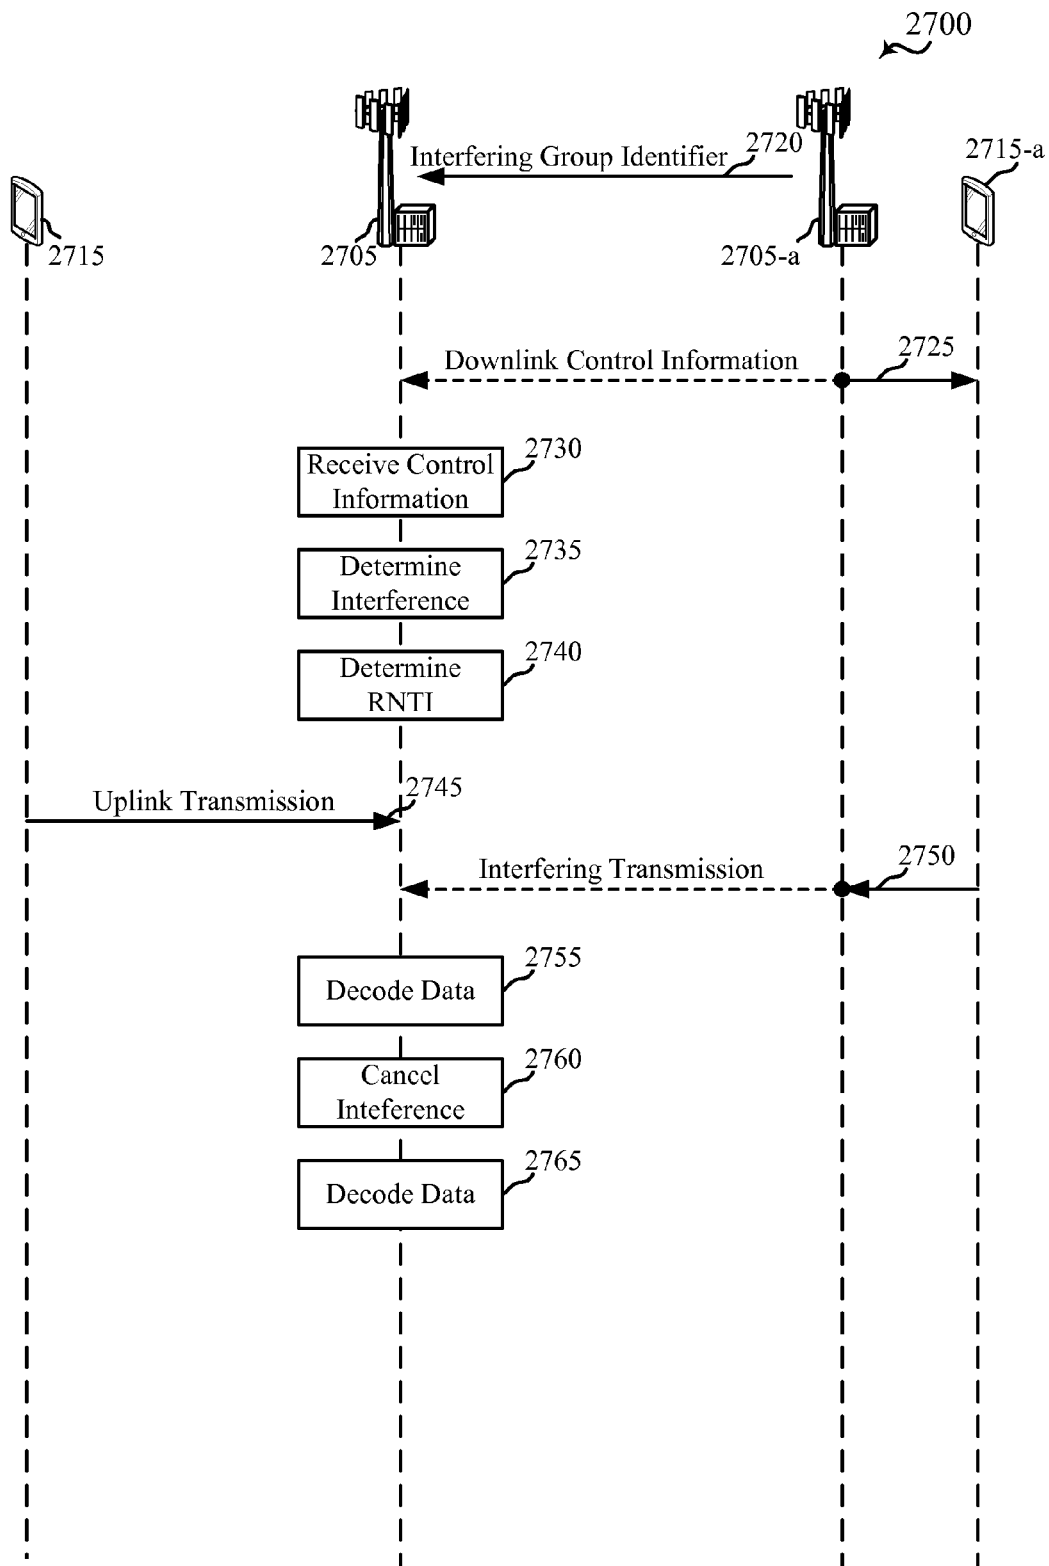 2700
Interfering Group Identifier
2720
2715-a
2715
2705
2705-a
Downlink Control Information
2725
Receive Control
Information
2730
Determine
Interference
2735
Determine
RNTI
2740
Uplink Transmission
2745
Interfering Transmission
2750
Decode Data
2755
Cancel
Inteference
2760
Decode Data
2765